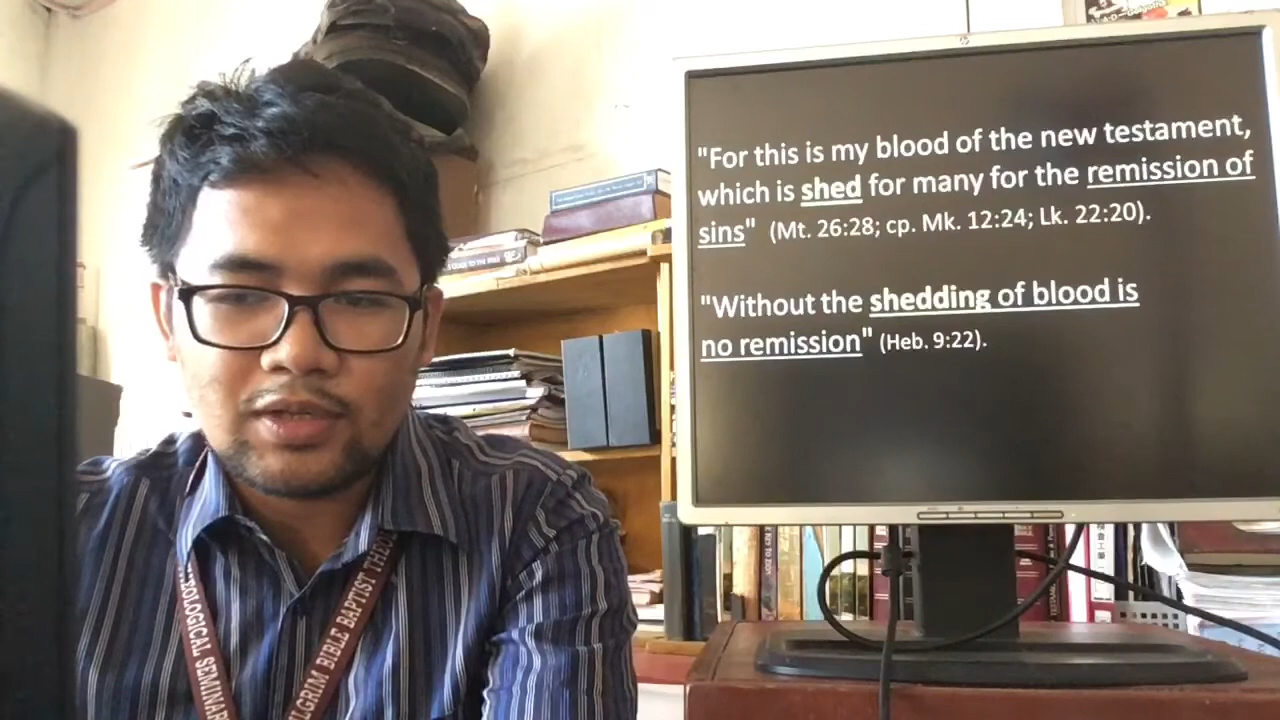 "For this is my blood of the new testament,
which is shed for many for the remission of
sins" (Mt. 26:28; cp. Mk. 12:24; Lk. 22:20).
"Without the shedding of blood is
no remission" (Heb. 9:22).
OLOGICAL SEMINAR
ILGRIM BIBLE BAPTIST THEOL